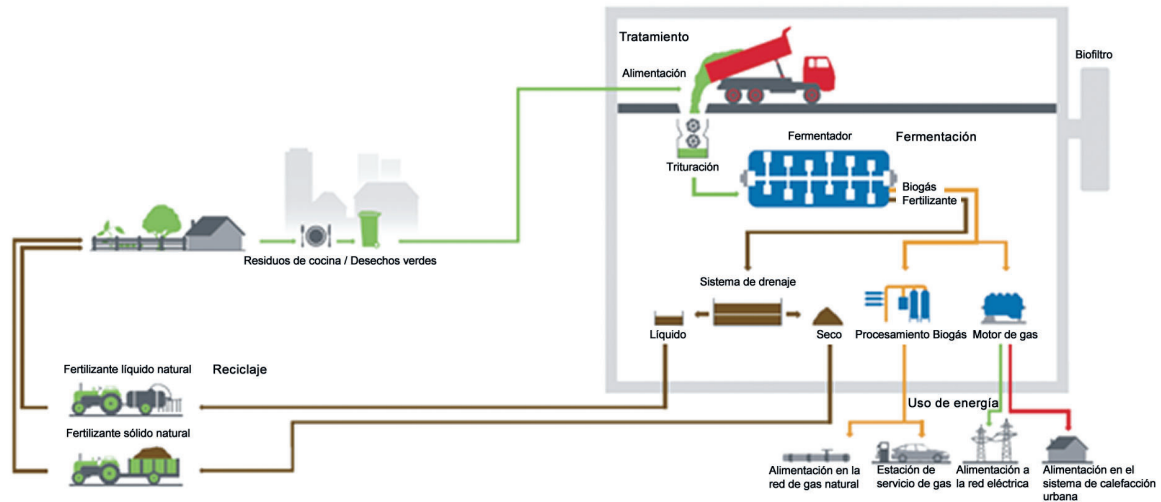 Tratamiento
Biofiltro
Alimentación
Fermentador
Fermentación
Trituración
Biogás
Fertilizante
Residuos de cocina / Desechos verdes
Sistema de drenaje
Líquido
Seco
Procesamiento Biogás
Motor de gas
Fertilizante líquido natural
Reciclaje
Uso de energía
Fertilizante sólido natural
Alimentación en la
red de gas natural
Estación de
servicio de gas
Alimentación a
la red eléctrica
Alimentación en el
sistema de calefacción
urbana